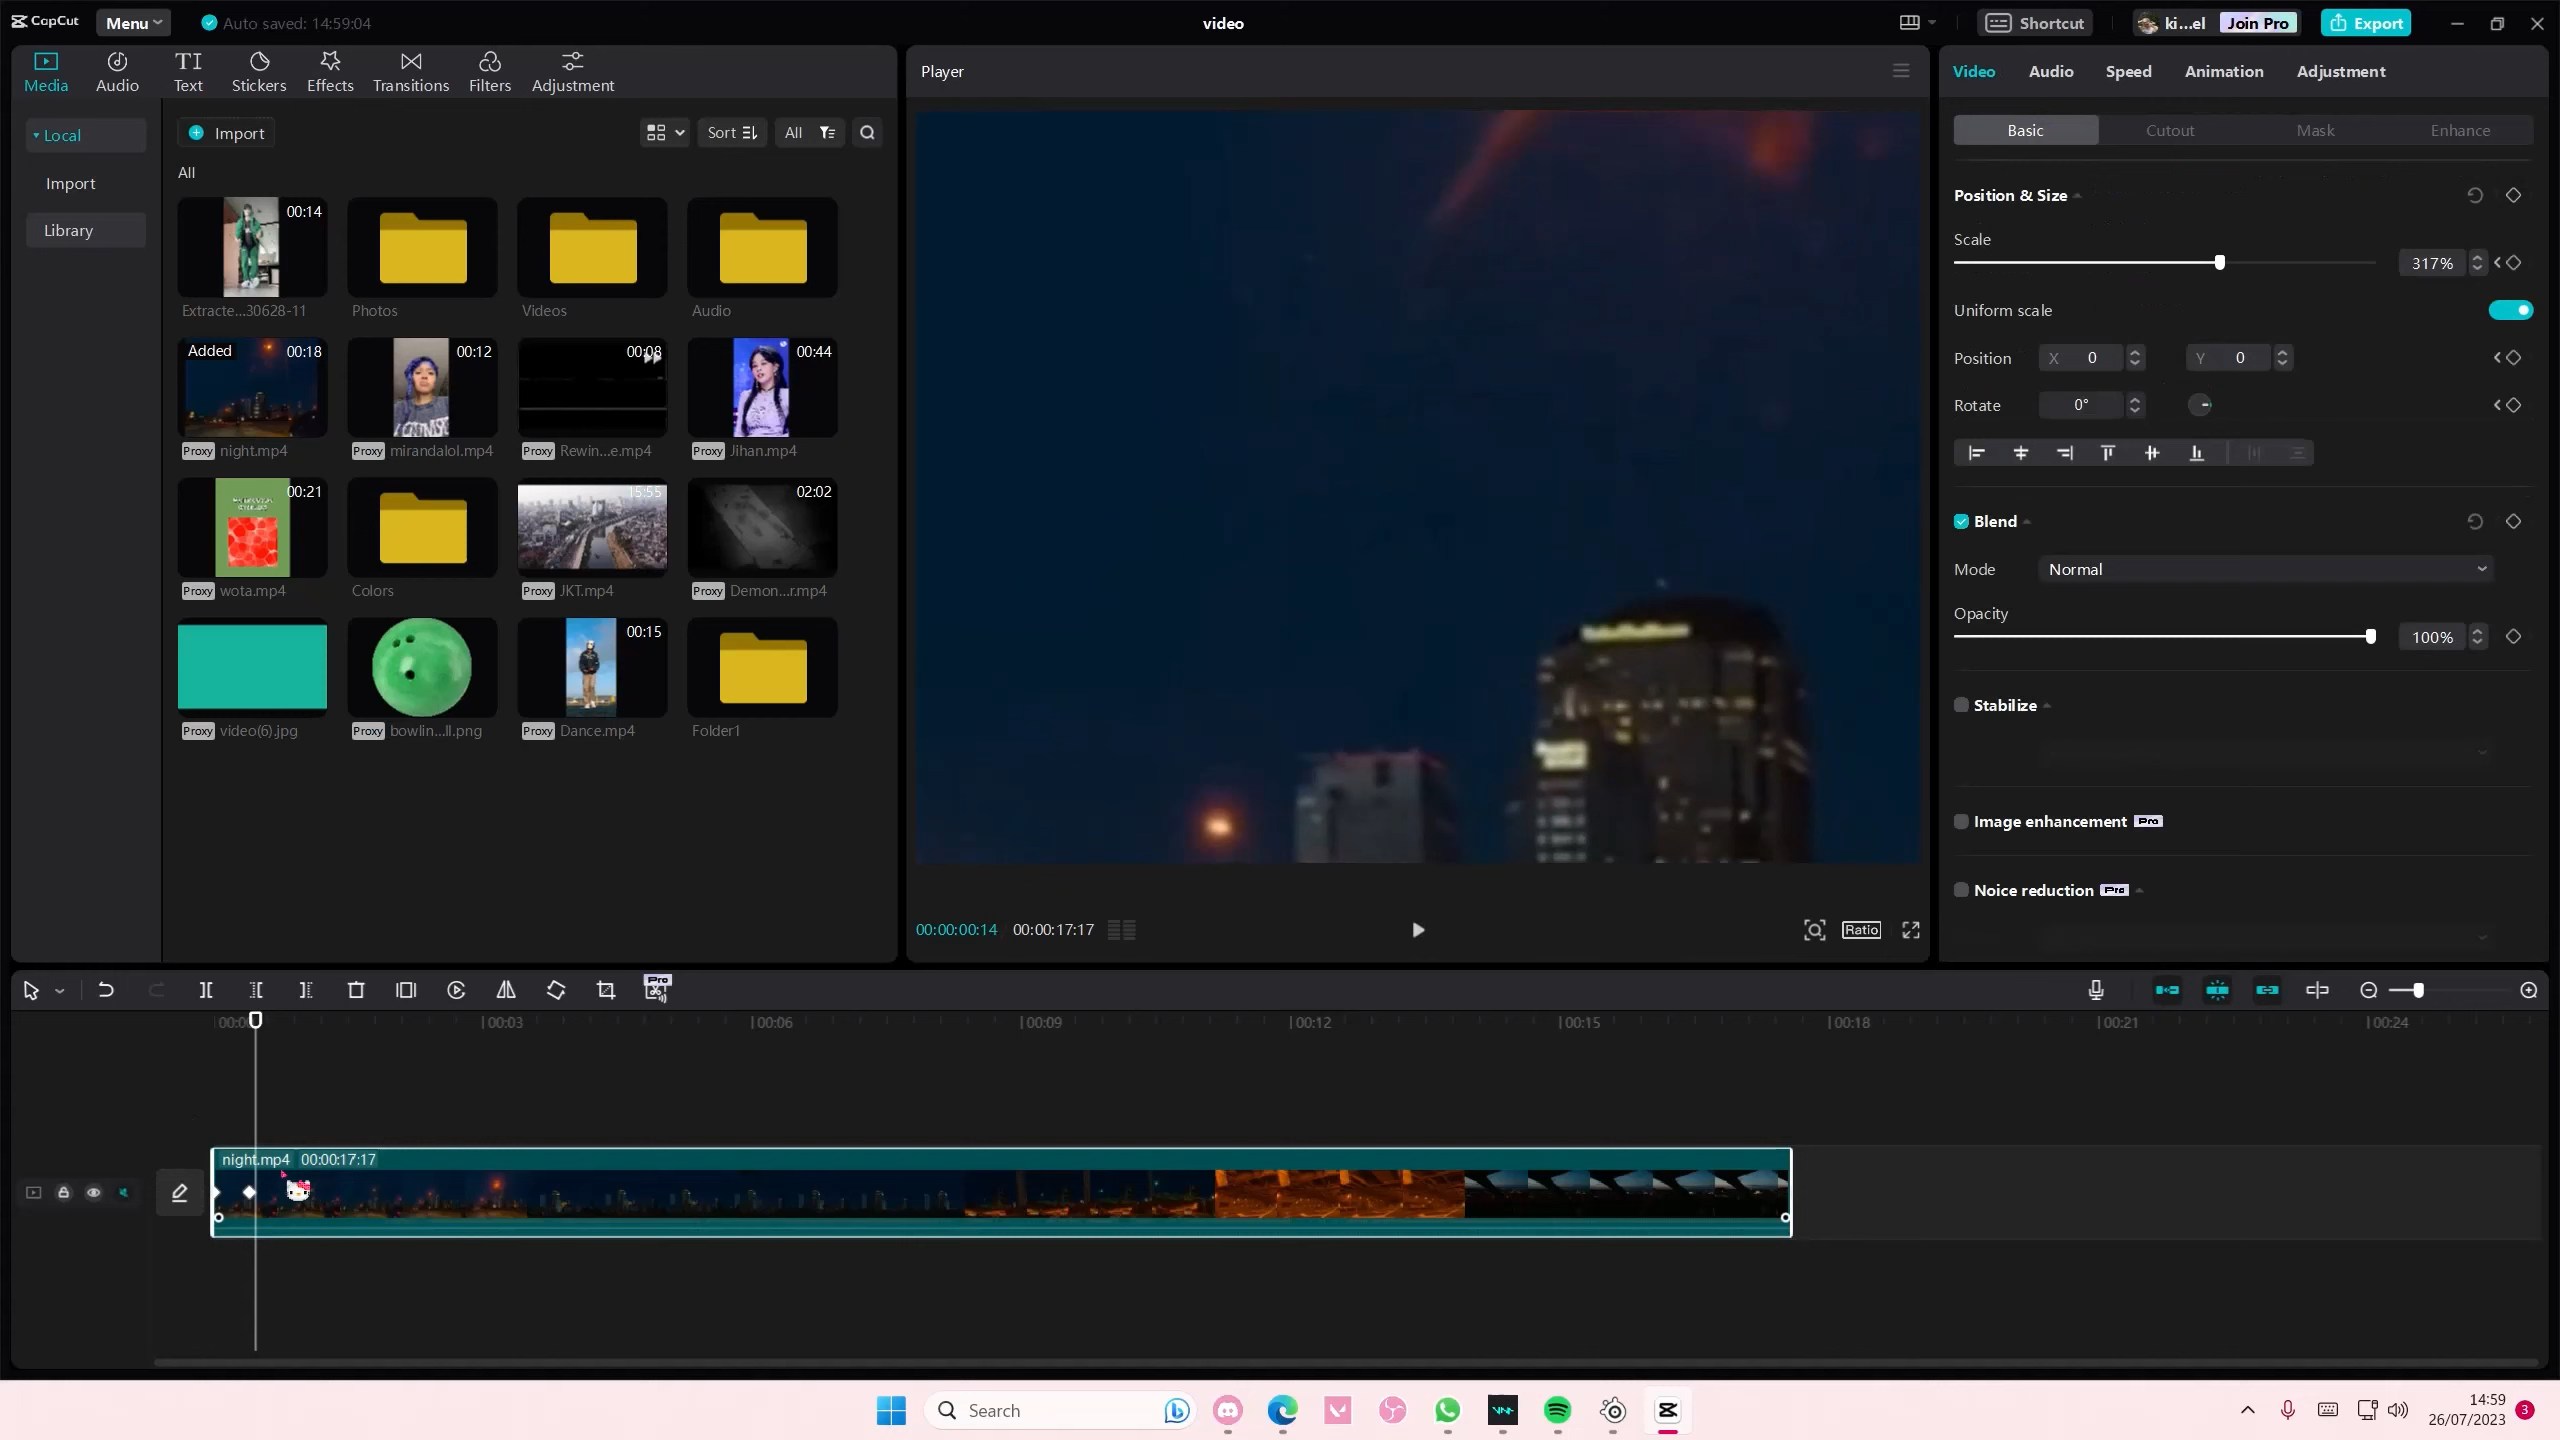 CapCut
Menu
Auto saved: 14:59:04
video
Shortcut
ki...el
Join Pro
Export
Media
Audio
Text
Stickers
Effects
Transitions
Filters
Adjustment
Player
Video
Audio
Speed
Animation
Adjustment
Local
Import
Library
Import
Sort
All
All
Basic
Cutout
Mask
Enhance
00:14
Extracte...30628-11
Photos
Videos
Audio
Added
00:18
00:12
00:08
00:44
Proxy night.mp4
Proxy mirandalol.mp4
Proxy Rewin...e.mp4
Proxy Jihan.mp4
00:21
15:55
02:02
Proxy wota.mp4
Colors
Proxy JKT.mp4
Proxy Demon...r.mp4
00:15
Proxy video(6).jpg
Proxy bowlin...ll.png
Proxy Dance.mp4
Folder1
Position & Size
Scale
317%
Uniform scale
Position X 0 Y 0
Rotate 0°
Blend
Mode Normal
Opacity
100%
Stabilize
Image enhancement Pro
Noice reduction Pro
00:00:00:14
00:00:17:17
Ratio
Pro
00:0
00:03
00:06
00:09
00:12
00:15
00:18
00:21
00:24
night.mp4 00:00:17:17
Search
14:59
26/07/2023
3